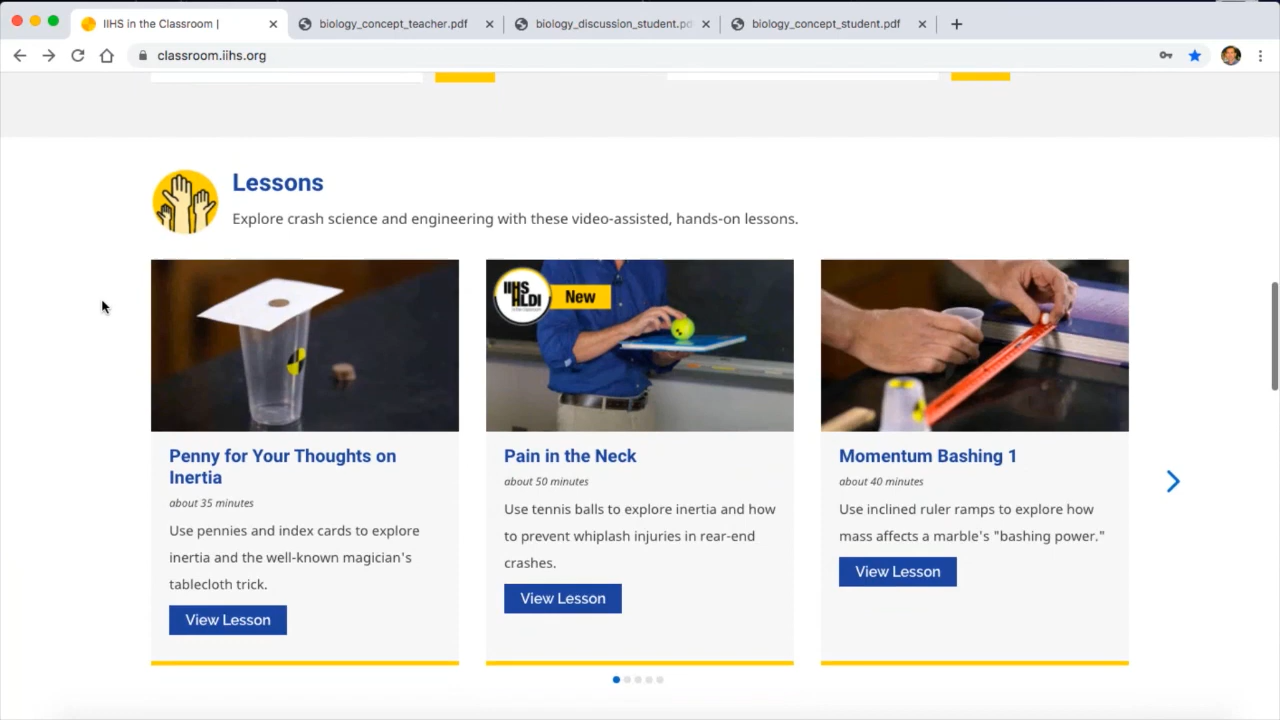 IIHS in the Classroom |
biology_concept_teacher.pdf
biology_discussion_student.pd
biology_concept_student.pdf
classroom.iihs.org
Lessons
Explore crash science and engineering with these video-assisted, hands-on lessons.
IIHS
HLDI
New
Penny for Your Thoughts on
Inertia
about 35 minutes
Use pennies and index cards to explore
inertia and the well-known magician's
tablecloth trick.
View Lesson
Pain in the Neck
about 50 minutes
Use tennis balls to explore inertia and how
to prevent whiplash injuries in rear-end
crashes.
View Lesson
Momentum Bashing 1
about 40 minutes
Use inclined ruler ramps to explore how
mass affects a marble's "bashing power."
View Lesson